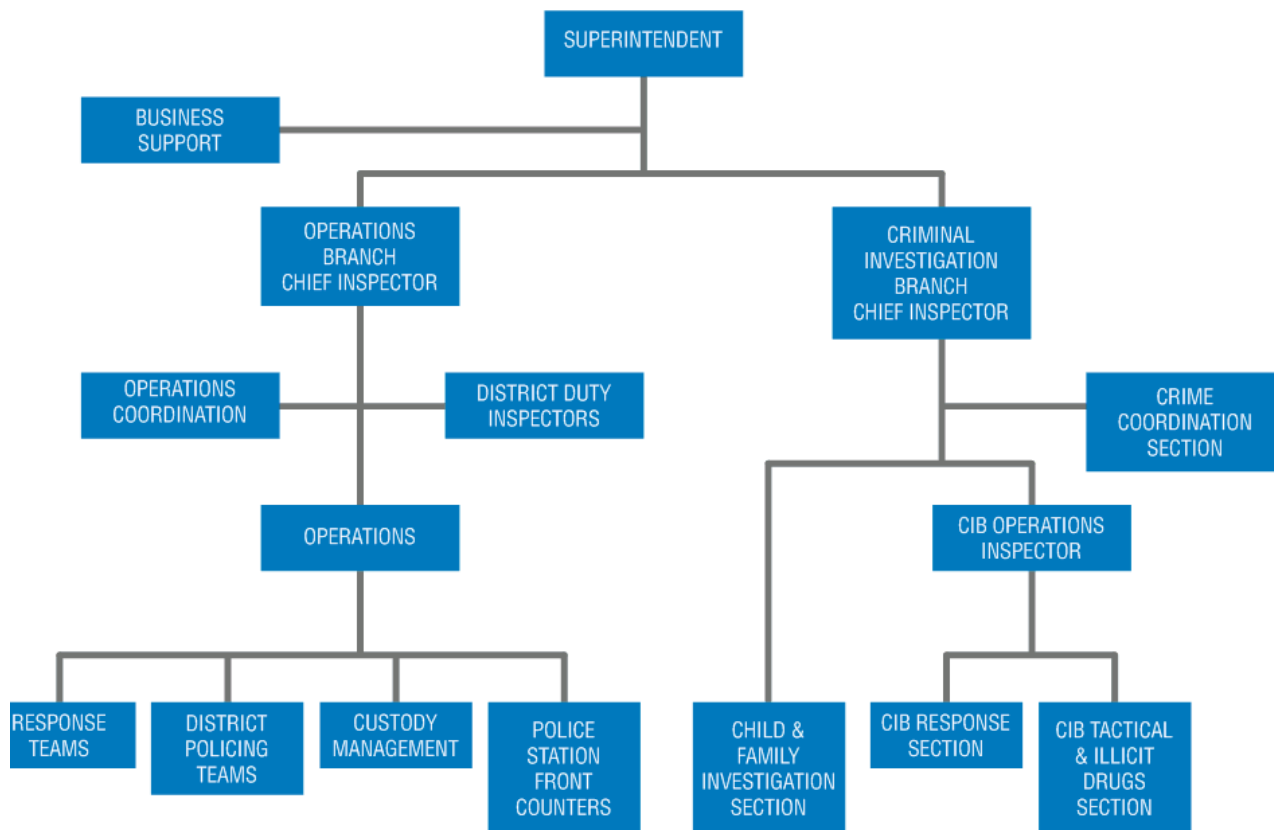 SUPERINTENDENT
BUSINESS
SUPPORT
OPERATIONS
BRANCH
CHIEF INSPECTOR
CRIMINAL
INVESTIGATION
BRANCH
CHIEF INSPECTOR
OPERATIONS
COORDINATION
DISTRICT DUTY
INSPECTORS
CRIME
COORDINATION
SECTION
OPERATIONS
CIB OPERATIONS
INSPECTOR
RESPONSE
TEAMS
DISTRICT
POLICING
TEAMS
CUSTODY
MANAGEMENT
POLICE
STATION
FRONT
COUNTERS
CHILD &
FAMILY
INVESTIGATION
SECTION
CIB RESPONSE
SECTION
CIB TACTICAL
& ILLICIT
DRUGS
SECTION